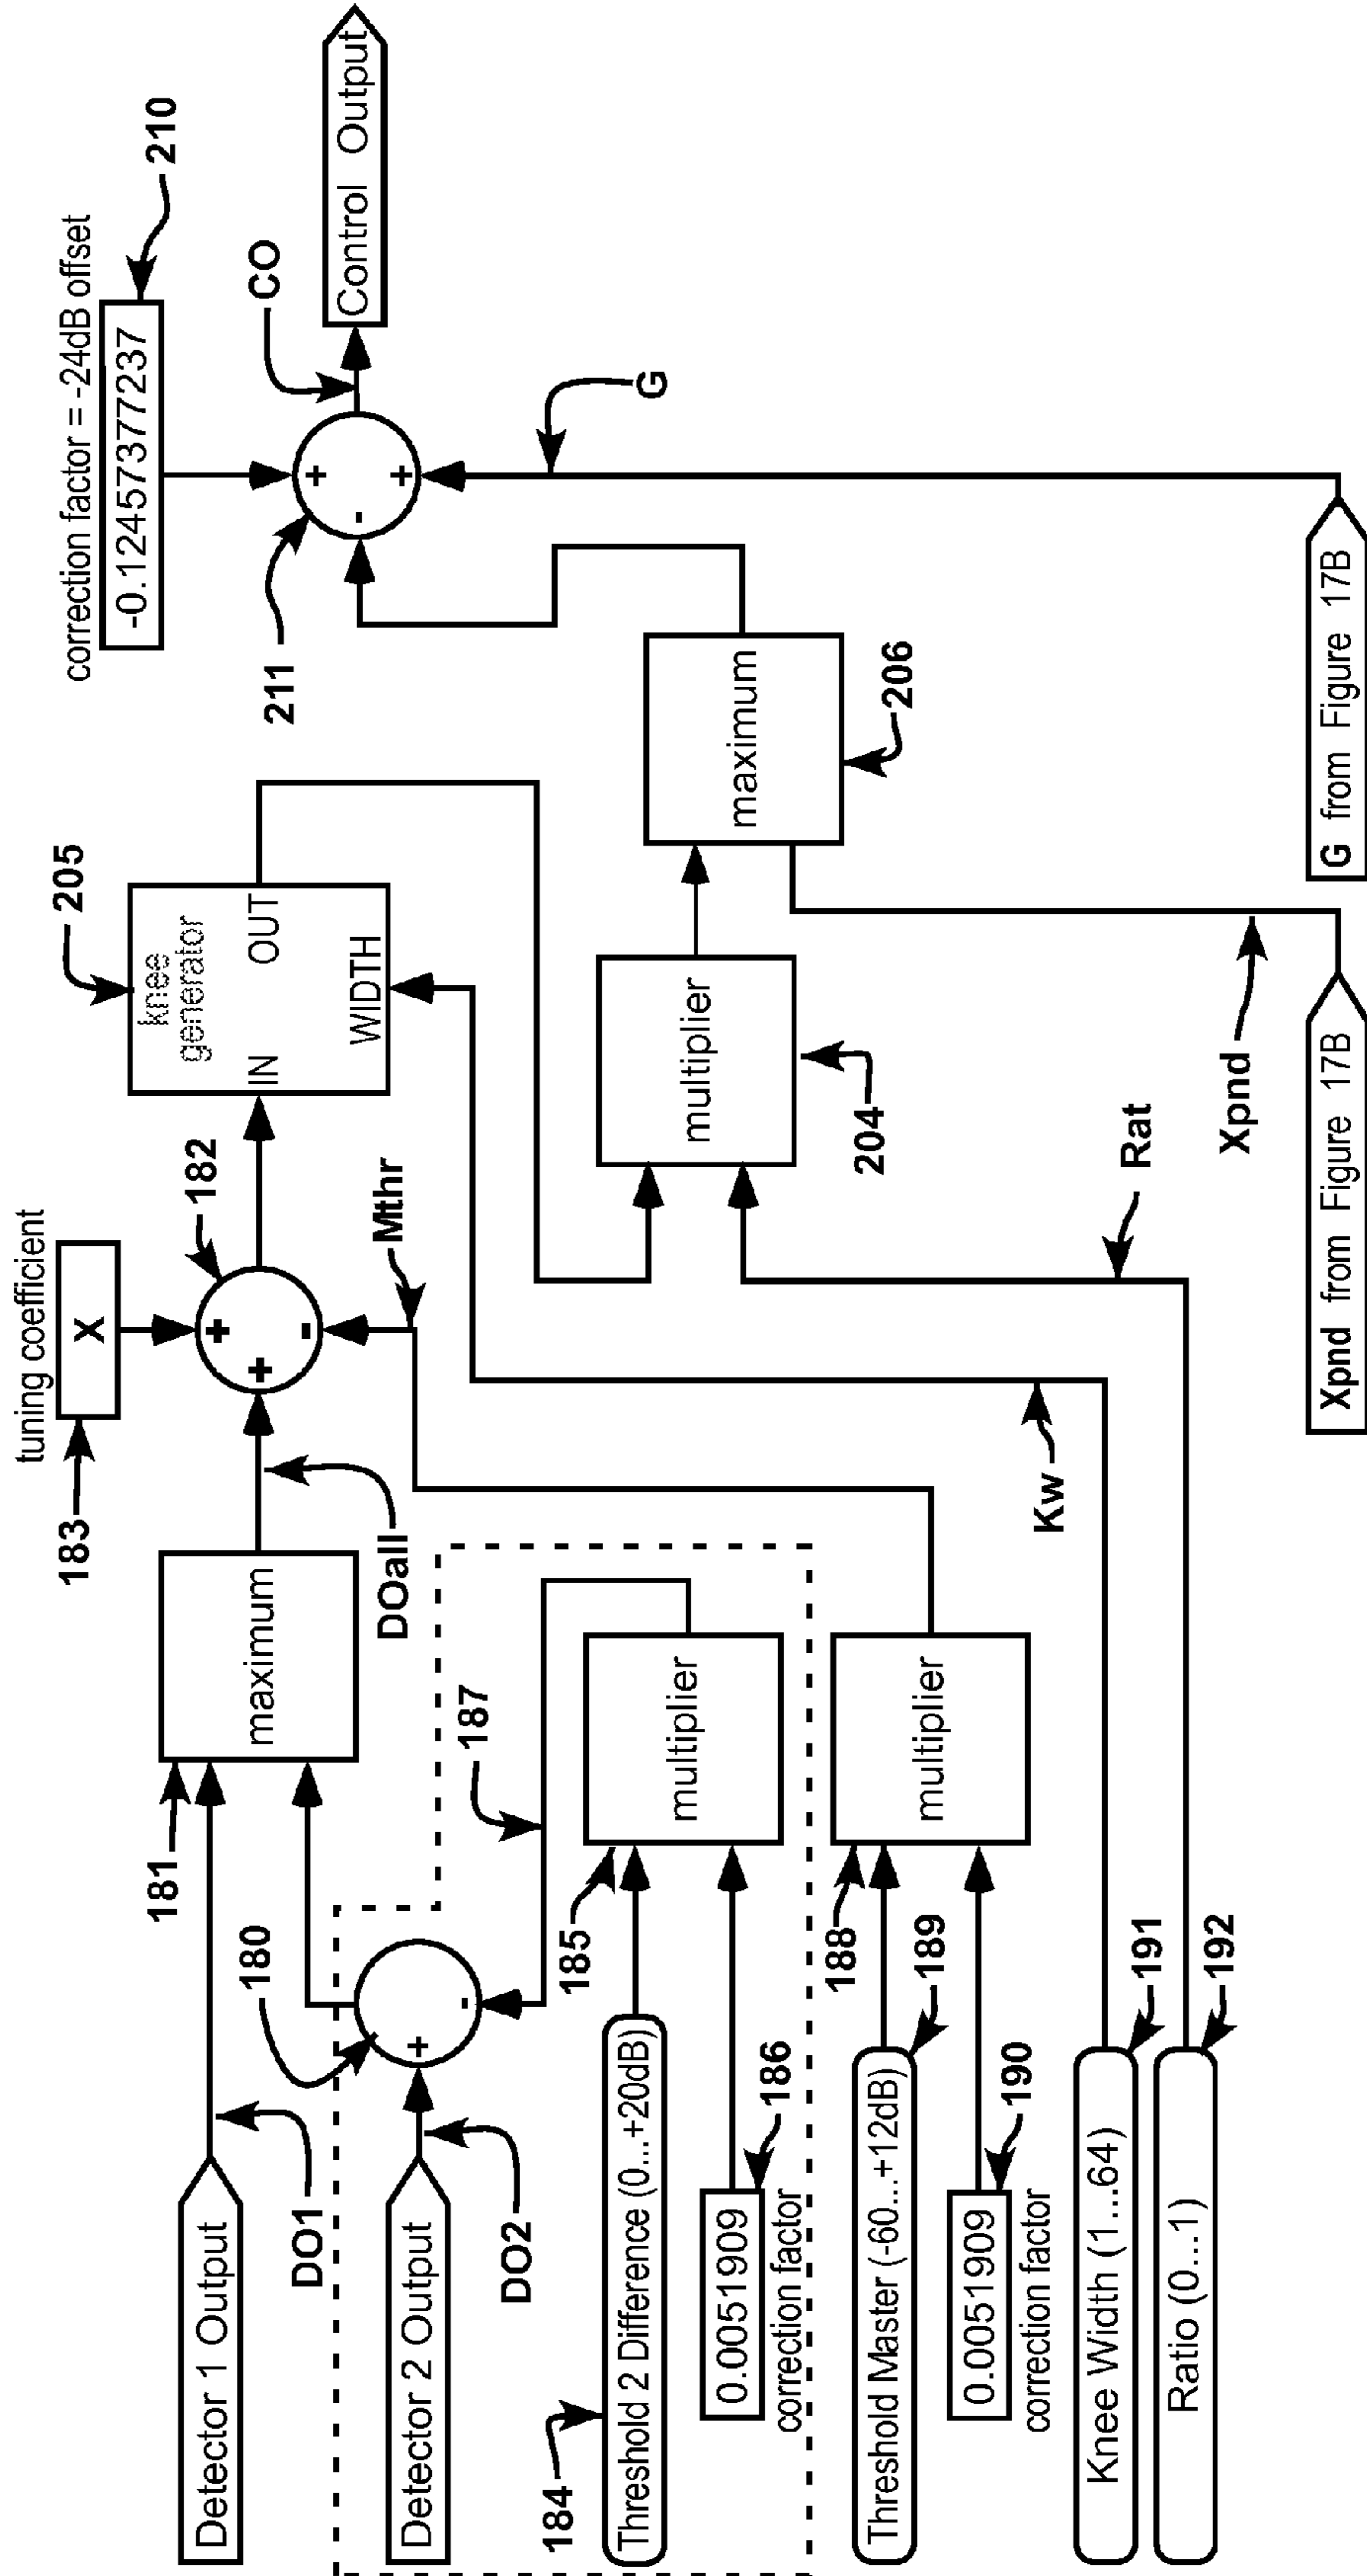 Detector 1 Output
DO1
181
maximum
DOall
tuning coefficient
X
183
+
+
-
182
Mthr
205
knee
generator
IN OUT
WIDTH
correction factor = -24dB offset
-0.12457377237
210
211
+
-
+
CO
Control Output
G
180
Detector 2 Output
DO2
+
-
187
184
Threshold 2 Difference (0...+20dB)
185
multiplier
0.0051909
186
correction factor
188
Threshold Master (-60...+12dB)
189
multiplier
0.0051909
190
correction factor
Knee Width (1...64)
191
Kw
Ratio (0...1)
192
Rat
multiplier
204
maximum
206
Xpnd
Xpnd from Figure 17B
G from Figure 17B